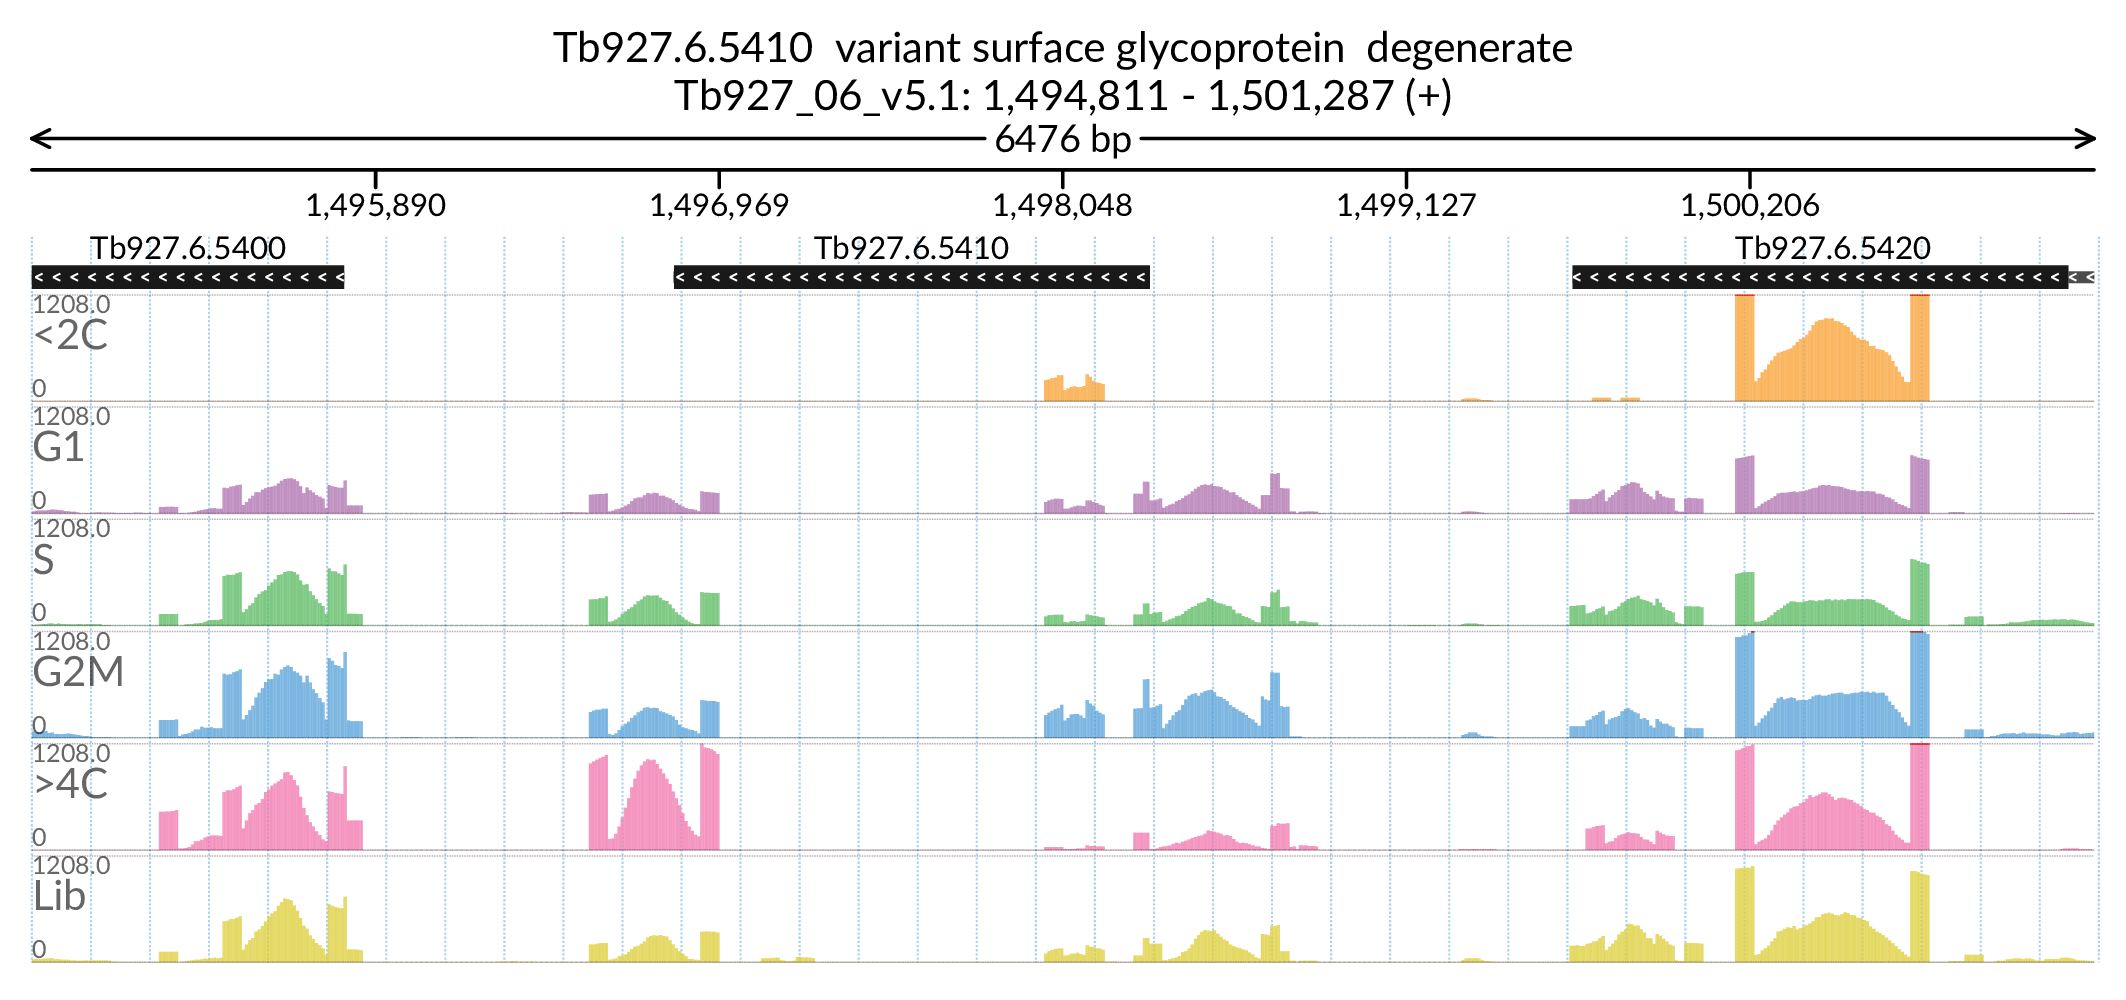 Tb927.6.5410  variant surface glycoprotein  degenerate
Tb927_06_v5.1: 1,494,811 - 1,501,287 (+)
6476 bp
1,495,890 1,496,969 1,498,048 1,499,127 1,500,206
Tb927.6.5400 Tb927.6.5410 Tb927.6.5420
1208.0
<2C
0
1208.0
G1
0
1208.0
S
0
1208.0
G2M
0
1208.0
>4C
0
1208.0
Lib
0